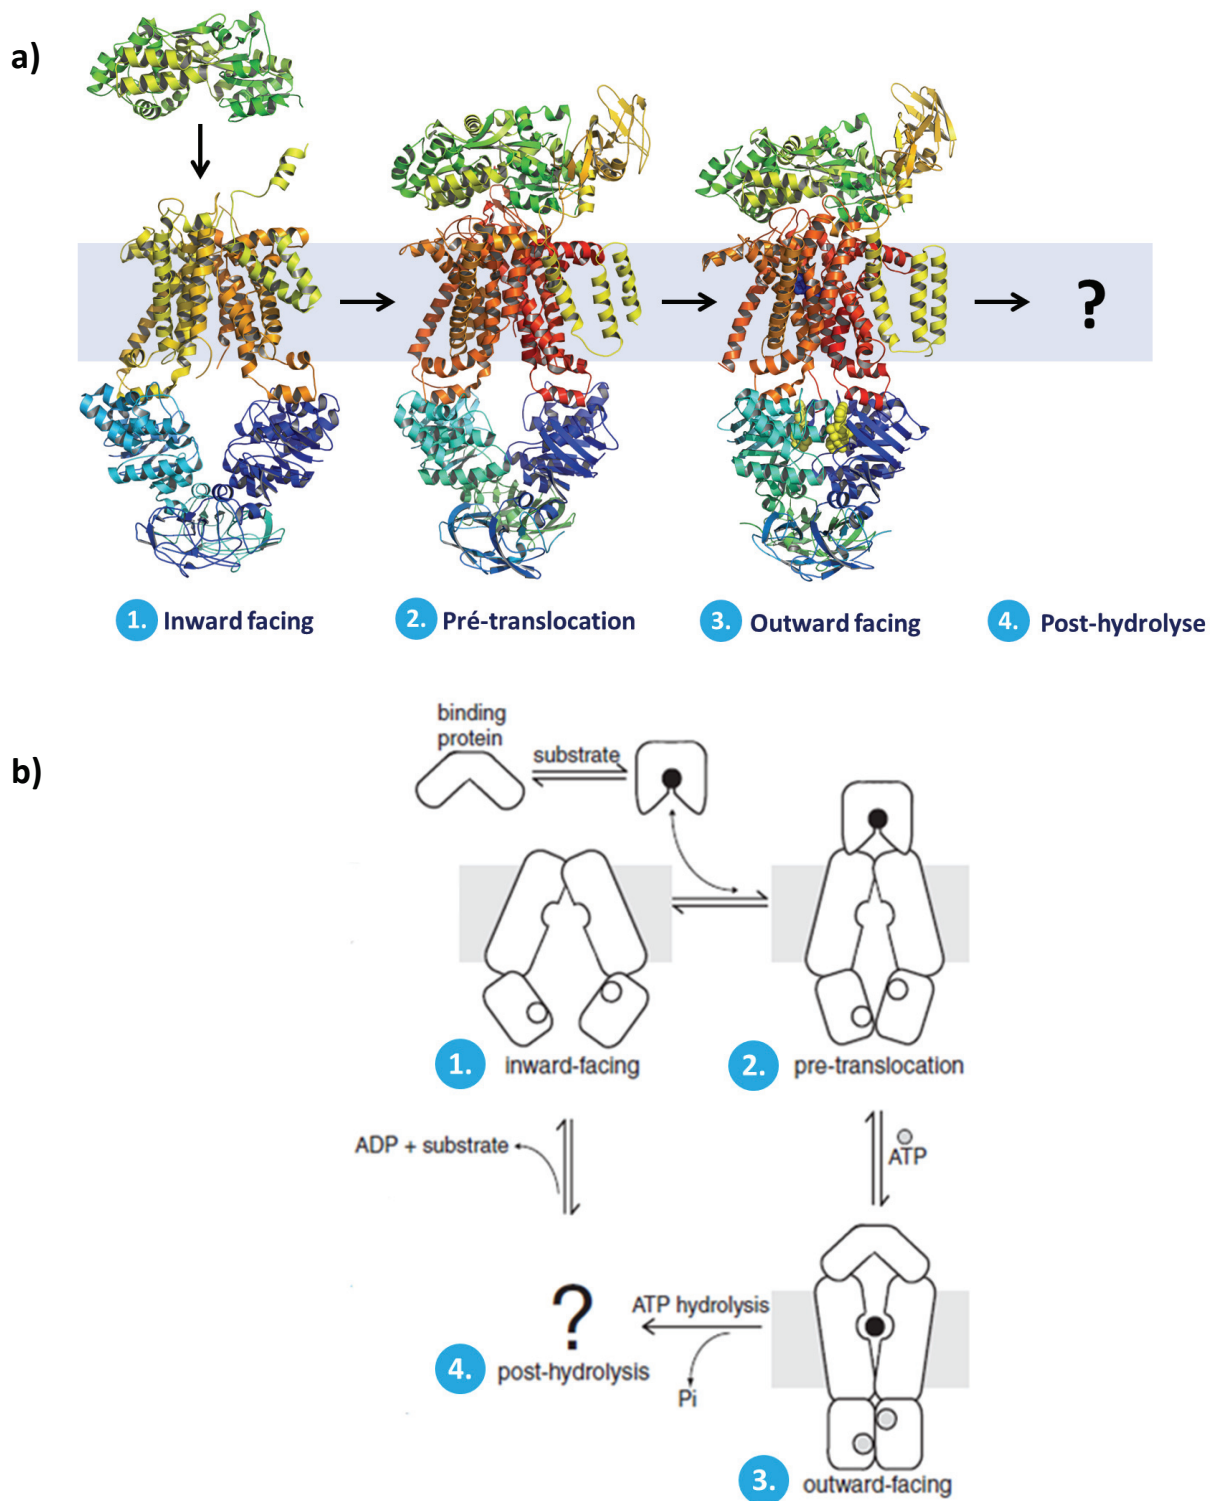 a)
?
1. Inward facing
2. Pré-translocation
3. Outward facing
4. Post-hydrolyse
b)
binding
protein
substrate
1. inward-facing
2. pre-translocation
ADP + substrate
ATP
?
ATP hydrolysis
4. post-hydrolysis
Pi
3. outward-facing